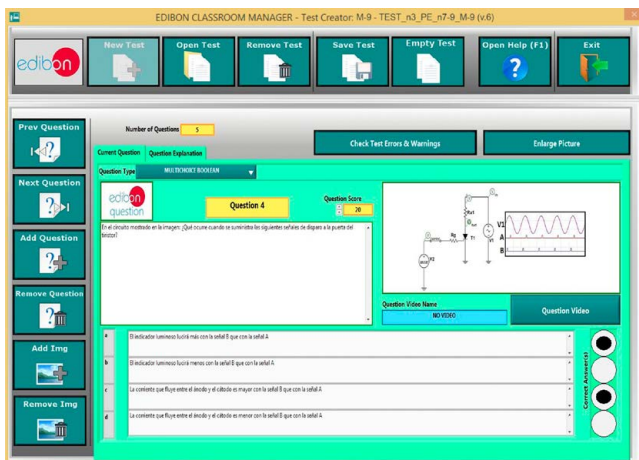 EDIBON CLASSROOM MANAGER - Test Creator: M-9 - TEST_n3_PE_n7-9_M-9 (v.6)
edibon
New Test
Open Test
Remove Test
Save Test
Empty Test
Open Help (F1)
Exit
Prev Question
Next Question
Add Question
Remove Question
Add Img
Remove Img
Number of Questions 5
Check Test Errors & Warnings
Enlarge Picture
Current Question Question Explanation
Question Type MULTICHOICE BOOLEAN
edibon
question
Question 4
Question Score
20
En el circuito mostrado en la imagen: ¿Qué ocurre cuando se suministra las siguientes señales de disparo a la puerta del
tiristor?
V1
A
B
T1
Question Video Name
NO VIDEO
Question Video
a El indicador luminoso lucirá más con la señal B que con la señal A
b El indicador luminoso lucirá menos con la señal B que con la señal A
c La corriente que fluye entre el ánodo y el cátodo es mayor con la señal B que con la señal A
d La corriente que fluye entre el ánodo y el cátodo es menor con la señal B que con la señal A
Correct Answer(s)